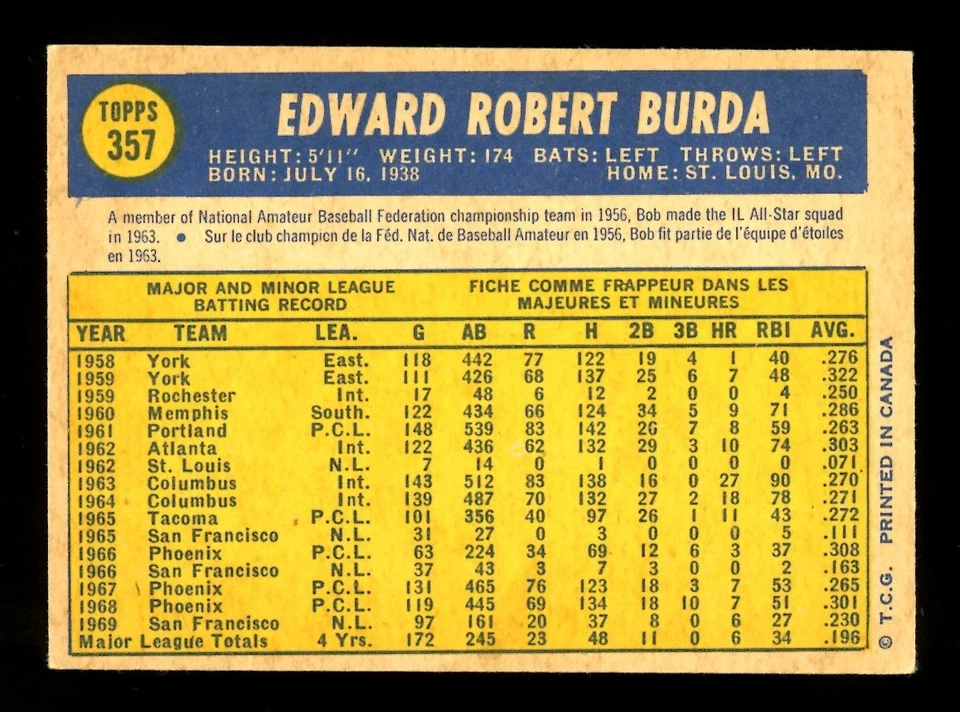 TOPPS
357
EDWARD ROBERT BURDA
HEIGHT: 5'11" WEIGHT: 174 BATS: LEFT THROWS: LEFT
BORN: JULY 16, 1938 HOME: ST. LOUIS, MO.
A member of National Amateur Baseball Federation championship team in 1956, Bob made the IL All-Star squad
in 1963. ● Sur le club champion de la Féd. Nat. de Baseball Amateur en 1956, Bob fit partie de l'équipe d'étoiles
en 1963.
MAJOR AND MINOR LEAGUE FICHE COMME FRAPPEUR DANS LES
BATTING RECORD MAJEURES ET MINEURES
YEAR TEAM LEA. G AB R H 2B 3B HR RBI AVG.
1958 York East. 118 442 77 122 19 4 1 40 .276
1959 York East. 111 426 68 137 25 6 7 48 .322
1959 Rochester Int. 17 48 6 12 2 0 0 4 .250
1960 Memphis South. 122 434 66 124 34 5 9 71 .286
1961 Portland P.C.L. 148 539 83 142 26 7 8 59 .263
1962 Atlanta Int. 122 436 62 132 29 3 10 74 .303
1962 St. Louis N.L. 7 14 0 1 0 0 0 0 .071
1963 Columbus Int. 143 512 83 138 16 0 27 90 .270
1964 Columbus Int. 139 487 70 132 27 2 18 78 .271
1965 Tacoma P.C.L. 101 356 40 97 26 1 11 43 .272
1965 San Francisco N.L. 31 27 0 3 0 0 0 5 .111
1966 Phoenix P.C.L. 63 224 34 69 12 6 3 37 .308
1966 San Francisco N.L. 37 43 3 7 3 0 0 2 .163
1967 Phoenix P.C.L. 131 465 76 123 18 3 7 53 .265
1968 Phoenix P.C.L. 119 445 69 134 18 10 7 51 .301
1969 San Francisco N.L. 97 161 20 37 8 0 6 27 .230
Major League Totals 4 Yrs. 172 245 23 48 11 0 6 34 .196
© T.C.G. PRINTED IN CANADA